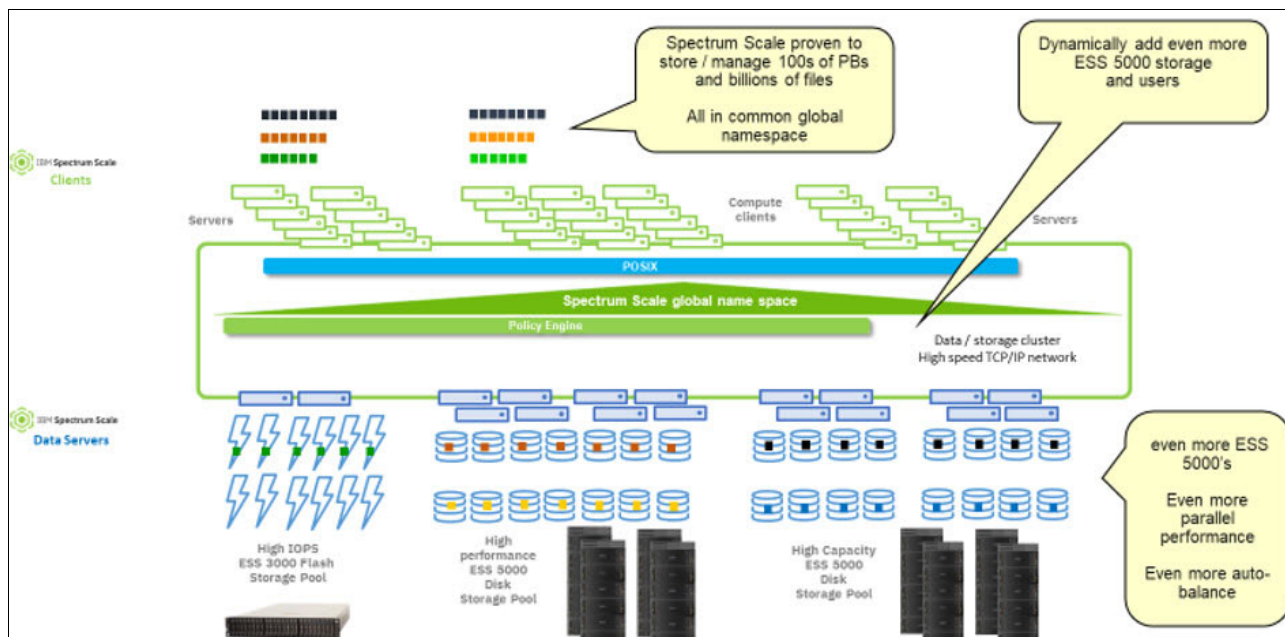 Spectrum Scale proven to
store / manage 100s of PBs
and billions of files
All in common global
namespace
Dynamically add even more
ESS 5000 storage
and users
IBM Spectrum Scale
Clients
Servers
Compute
clients
Servers
POSIX
Spectrum Scale global name space
Policy Engine
Data / storage cluster
High speed TCP/IP network
IBM Spectrum Scale
Data Servers
even more ESS
5000's
Even more
parallel
performance
Even more auto-
balance
High IOPS
ESS 3000 Flash
Storage Pool
High
performance
ESS 5000
Disk
Storage Pool
High Capacity
ESS 5000
Disk
Storage Pool